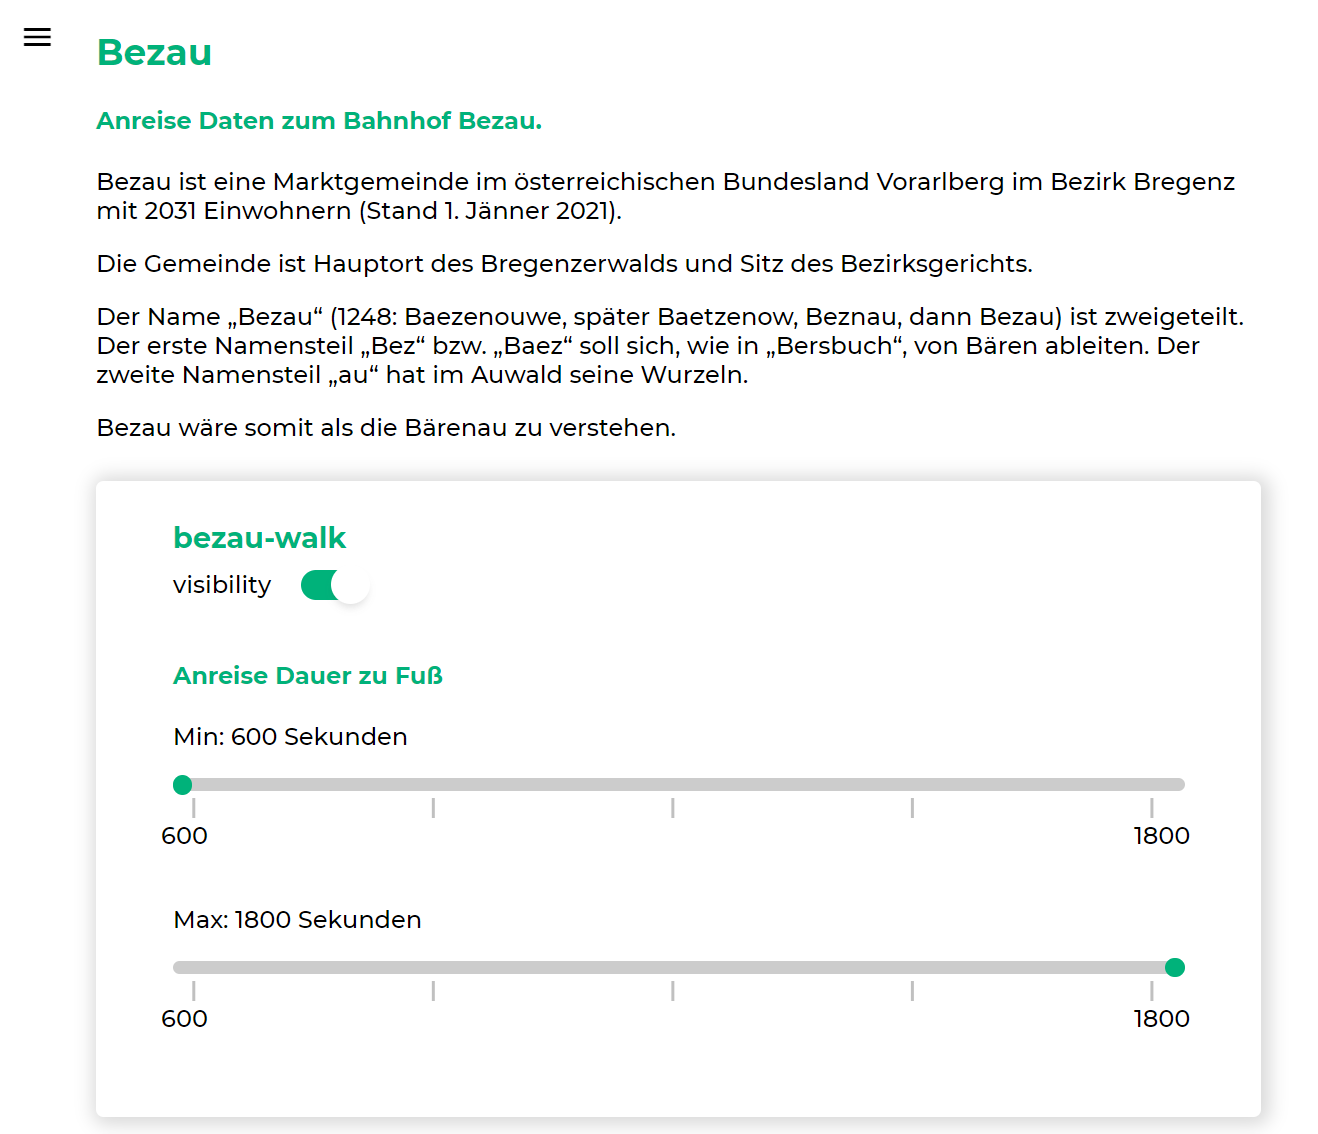 Bezau
Anreise Daten zum Bahnhof Bezau.
Bezau ist eine Marktgemeinde im österreichischen Bundesland Vorarlberg im Bezirk Bregenz
mit 2031 Einwohnern (Stand 1. Jänner 2021).
Die Gemeinde ist Hauptort des Bregenzerwalds und Sitz des Bezirksgerichts.
Der Name „Bezau“ (1248: Baezenouwe, später Baetzenow, Beznau, dann Bezau) ist zweigeteilt.
Der erste Namensteil „Bez“ bzw. „Baez“ soll sich, wie in „Bersbuch“, von Bären ableiten. Der
zweite Namensteil „au“ hat im Auwald seine Wurzeln.
Bezau wäre somit als die Bärenau zu verstehen.
bezau-walk
visibility
Anreise Dauer zu Fuß
Min: 600 Sekunden
600 1800
Max: 1800 Sekunden
600 1800